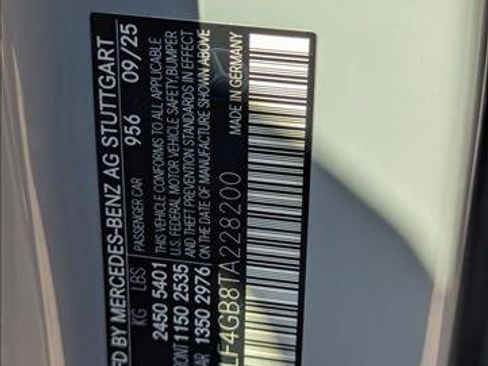 FD BY MERCEDES-BENZ AG STUTTGART
PASSENGER CAR 956 09/25
KG LBS
2450 5401
1150 2535
1350 2976
THIS VEHICLE CONFORMS TO ALL APPLICABLE
U.S. FEDERAL MOTOR VEHICLE SAFETY, BUMPER
AND THEFT PREVENTION STANDARDS IN EFFECT
ON THE DATE OF MANUFACTURE SHOWN ABOVE
MADE IN GERMANY
LF4GB8TA228200